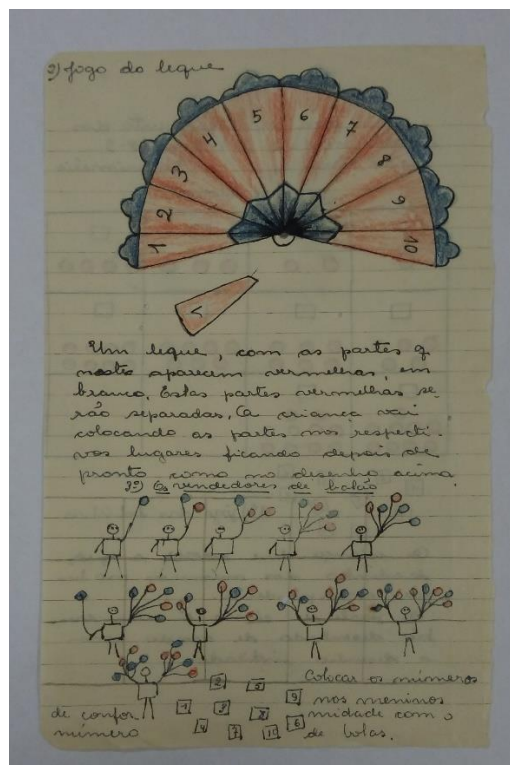 2) Jogo do leque
1 2 3 4 5 6 7 8 9 10
1
Um leque, com as partes q.
neste aparecem vermelhas, em
branco. Estas partes vermelhas se-
rão separadas. A criança vai
colocando as partes nos respecti-
vos lugares ficando depois de
pronto como no desenho acima.
3º) Os vendedores de balão
Colocar os números
nos meninos
de confor- midade com o
número de bolas.